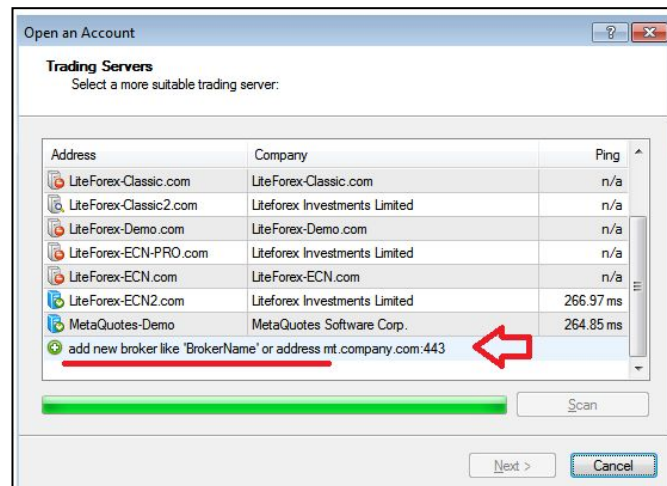 Open an Account
Trading Servers
Select a more suitable trading server:
Address Company Ping
LiteForex-Classic.com LiteForex-Classic.com n/a
LiteForex-Classic2.com Liteforex Investments Limited n/a
LiteForex-Demo.com LiteForex-Demo.com n/a
LiteForex-ECN-PRO.com Liteforex Investments Limited n/a
LiteForex-ECN.com LiteForex-ECN.com n/a
LiteForex-ECN2.com Liteforex Investments Limited 266.97 ms
MetaQuotes-Demo MetaQuotes Software Corp. 264.85 ms
add new broker like 'BrokerName' or address mt.company.com:443
Scan
Next > Cancel